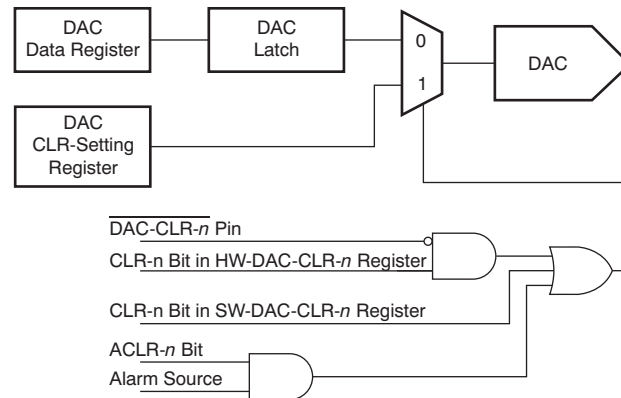 DAC
Data Register
DAC
Latch
0
1
DAC
DAC
CLR-Setting
Register
DAC-CLR-n Pin
CLR-n Bit in HW-DAC-CLR-n Register
CLR-n Bit in SW-DAC-CLR-n Register
ACLR-n Bit
Alarm Source